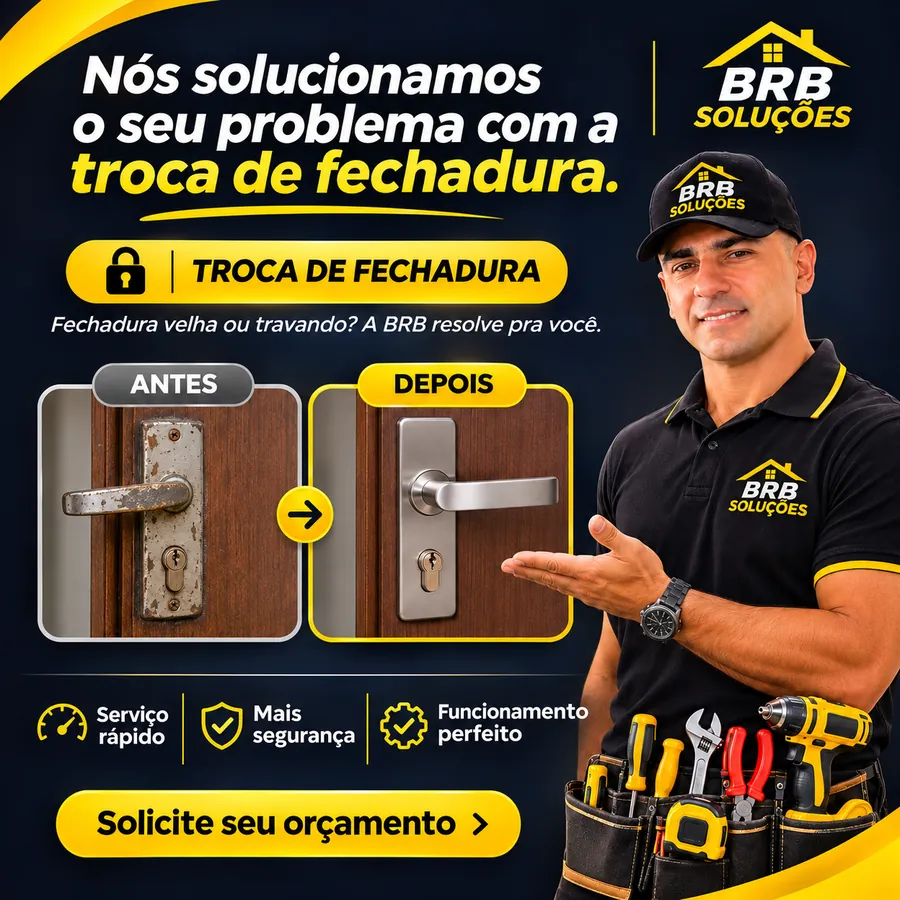 Nós solucionamos
o seu problema com a
troca de fechadura.
BRB
SOLUÇÕES
TROCA DE FECHADURA
Fechadura velha ou travando? A BRB resolve pra você.
ANTES
DEPOIS
BRB
SOLUÇÕES
BRB
SOLUÇÕES
Serviço
rápido
Mais
segurança
Funcionamento
perfeito
Solicite seu orçamento